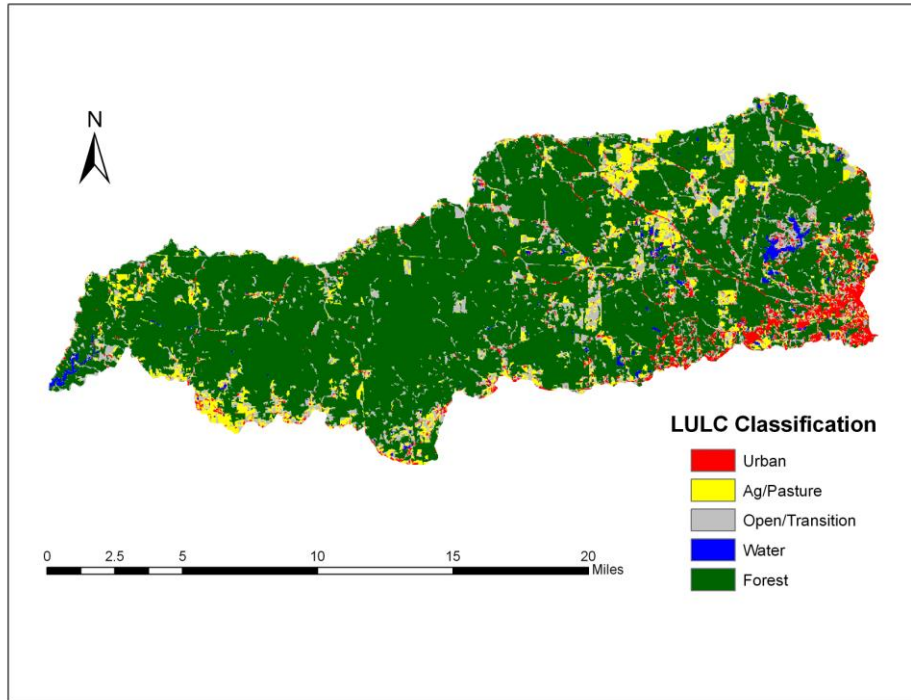 N
LULC Classification
Urban
Ag/Pasture
Open/Transition
Water
Forest
0 2.5 5 10 15 20
Miles